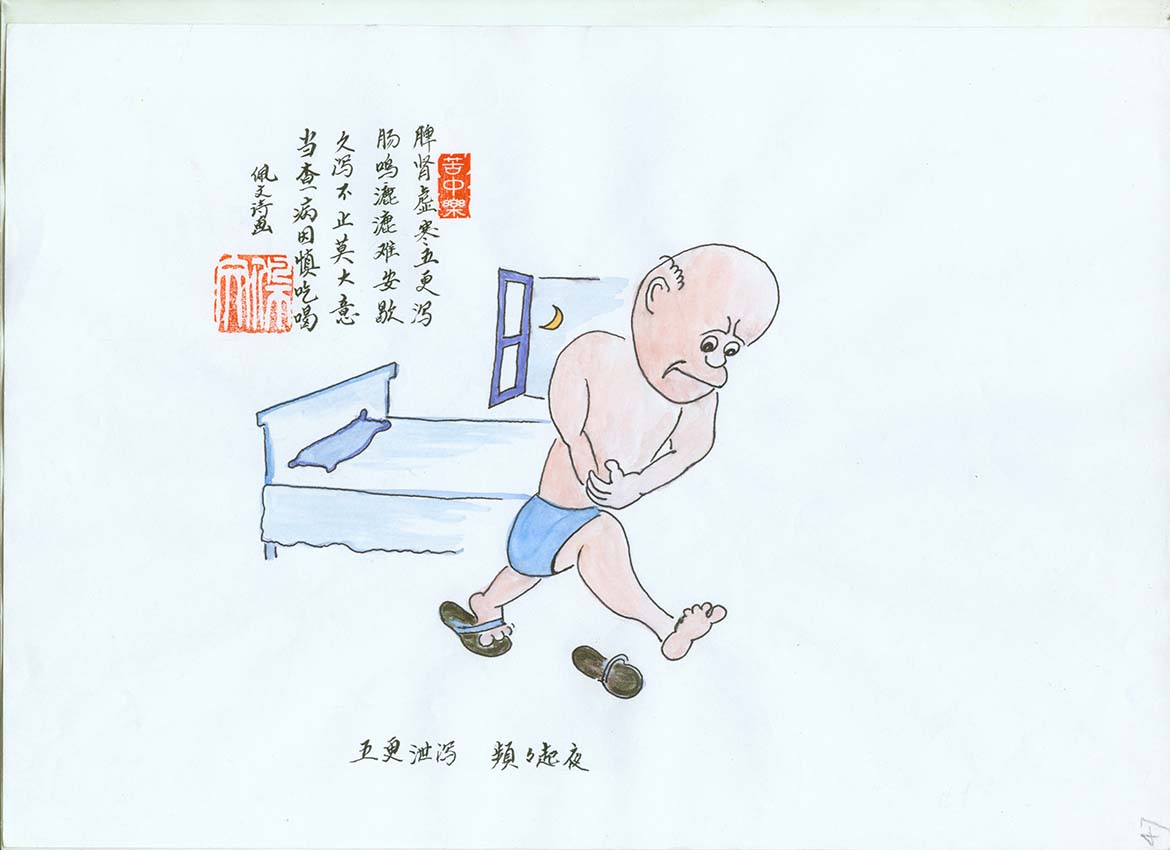 苦中樂
脾肾虚寒五更泻
肠鸣漉漉难安歇
久泻不止莫大意
当查病因慎吃喝
佩文诗画
五更泄泻 頻々起夜
47